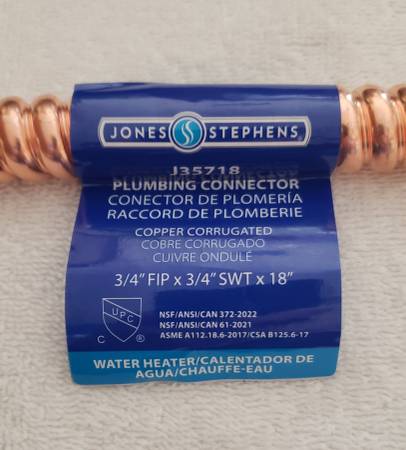 JONES STEPHENS
J35718
PLUMBING CONNECTOR
CONECTOR DE PLOMERÍA
RACCORD DE PLOMBERIE
COPPER CORRUGATED
COBRE CORRUGADO
CUIVRE ONDULÉ
3/4" FIP x 3/4" SWT x 18"
UPC
C ®
NSF/ANSI/CAN 372-2022
NSF/ANSI/CAN 61-2021
ASME A112.18.6-2017/CSA B125.6-17
WATER HEATER/CALENTADOR DE
AGUA/CHAUFFE-EAU